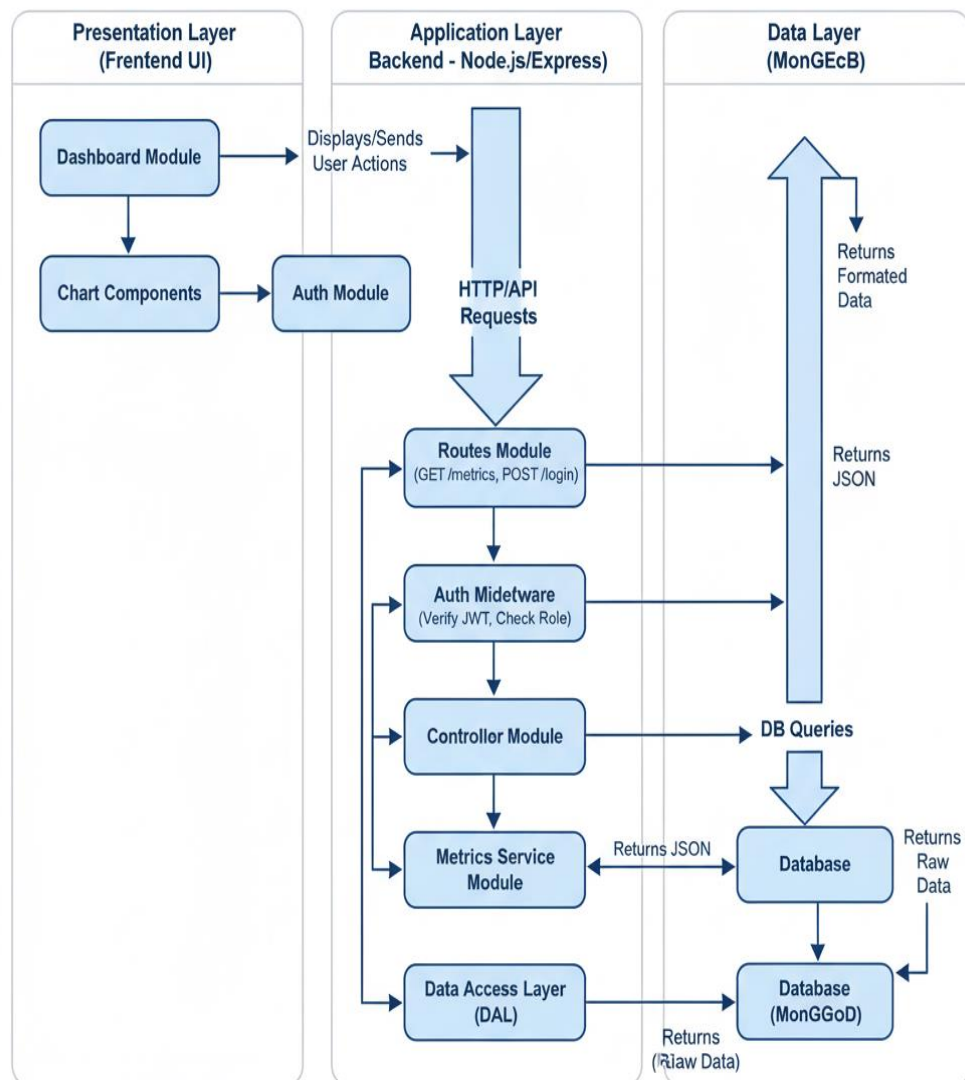 Presentation Layer
(Frentend UI)
Application Layer
Backend - Node.js/Express)
Data Layer
(MonGEcB)
Dashboard Module
Displays/Sends
User Actions
Chart Components
Auth Module
HTTP/API
Requests
Returns
Formated
Data
Routes Module
(GET /metrics, POST /login)
Returns
JSON
Auth Midetware
(Verify JWT, Check Role)
Controllor Module
DB Queries
Metrics Service
Module
Returns JSON
Database
Returns
Raw
Data
Data Access Layer
(DAL)
Database
(MonGGoD)
Returns
Data)